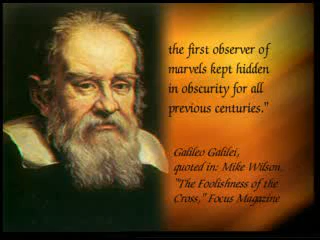 the first observer of
marvels kept hidden
in obscurity for all
previous centuries."
Galileo Galilei,
quoted in: Mike Wilson,
"The Foolishness of the
Cross," Focus Magazine